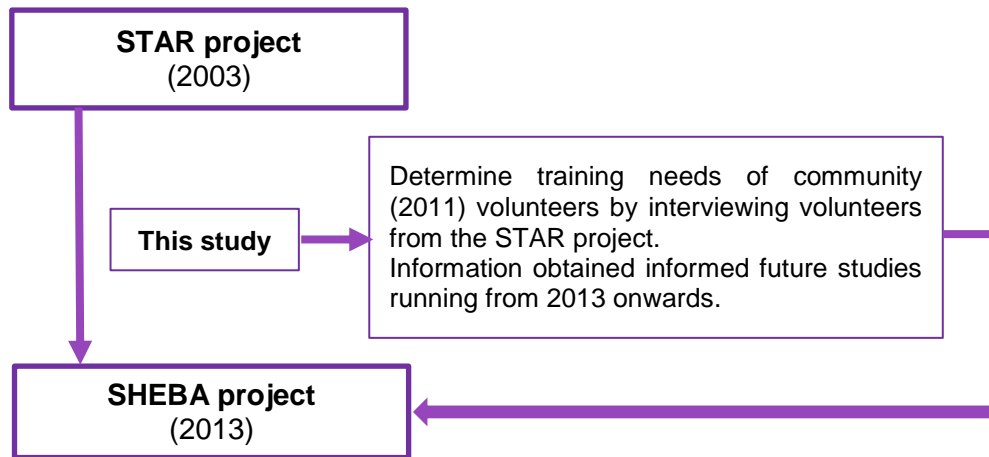 STAR project
(2003)
Determine training needs of community
(2011) volunteers by interviewing volunteers
from the STAR project.
Information obtained informed future studies
running from 2013 onwards.
This study
SHEBA project
(2013)